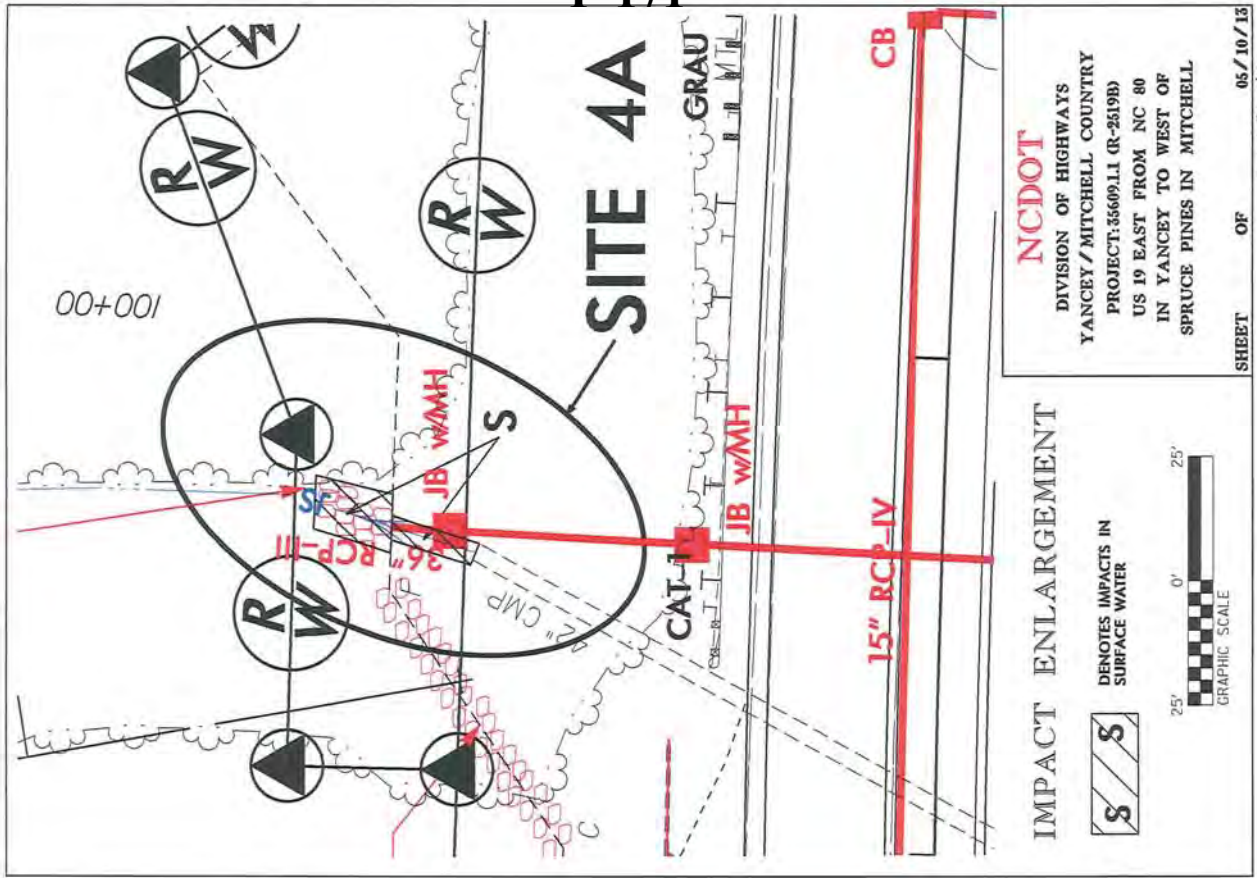 SITE 4A
R
W
R
W
R
W
W
100+00
JS
S
JB W/MH
36" RCP-III
12" CMP
CAT-1
JB W/MH
GRAU
CB
15" RCP-IV
NCDOT
DIVISION OF HIGHWAYS
YANCEY / MITCHELL COUNTRY
PROJECT: 35609.1.1 (R-2519B)
US 19 EAST FROM NC 80
IN YANCEY TO WEST OF
SPRUCE PINES IN MITCHELL
SHEET OF 05/10/13
IMPACT ENLARGEMENT
S S
DENOTES IMPACTS IN
SURFACE WATER
25' 0' 25'
GRAPHIC SCALE
C